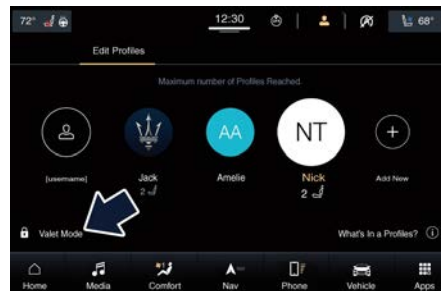 72° 12:30 68°
Edit Profiles
Maximum number of Profiles Reached.
AA NT
[username] Jack Amelie Nick Add New
2 2
Valet Mode What's In a Profiles?
Home Media Comfort Nav Phone Vehicle Apps